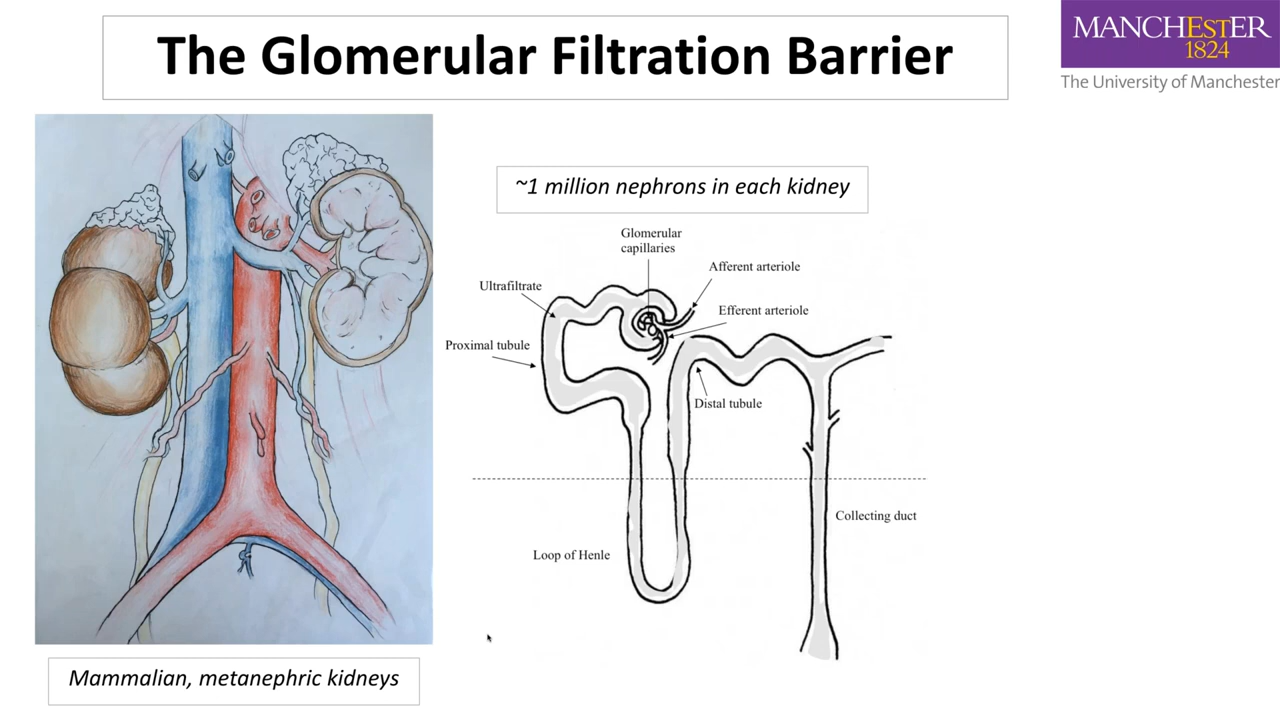 The Glomerular Filtration Barrier
MANCHESTER
1824
The University of Manchester
~1 million nephrons in each kidney
Glomerular
capillaries
Afferent arteriole
Ultrafiltrate
Efferent arteriole
Proximal tubule
Distal tubule
Collecting duct
Loop of Henle
Mammalian, metanephric kidneys